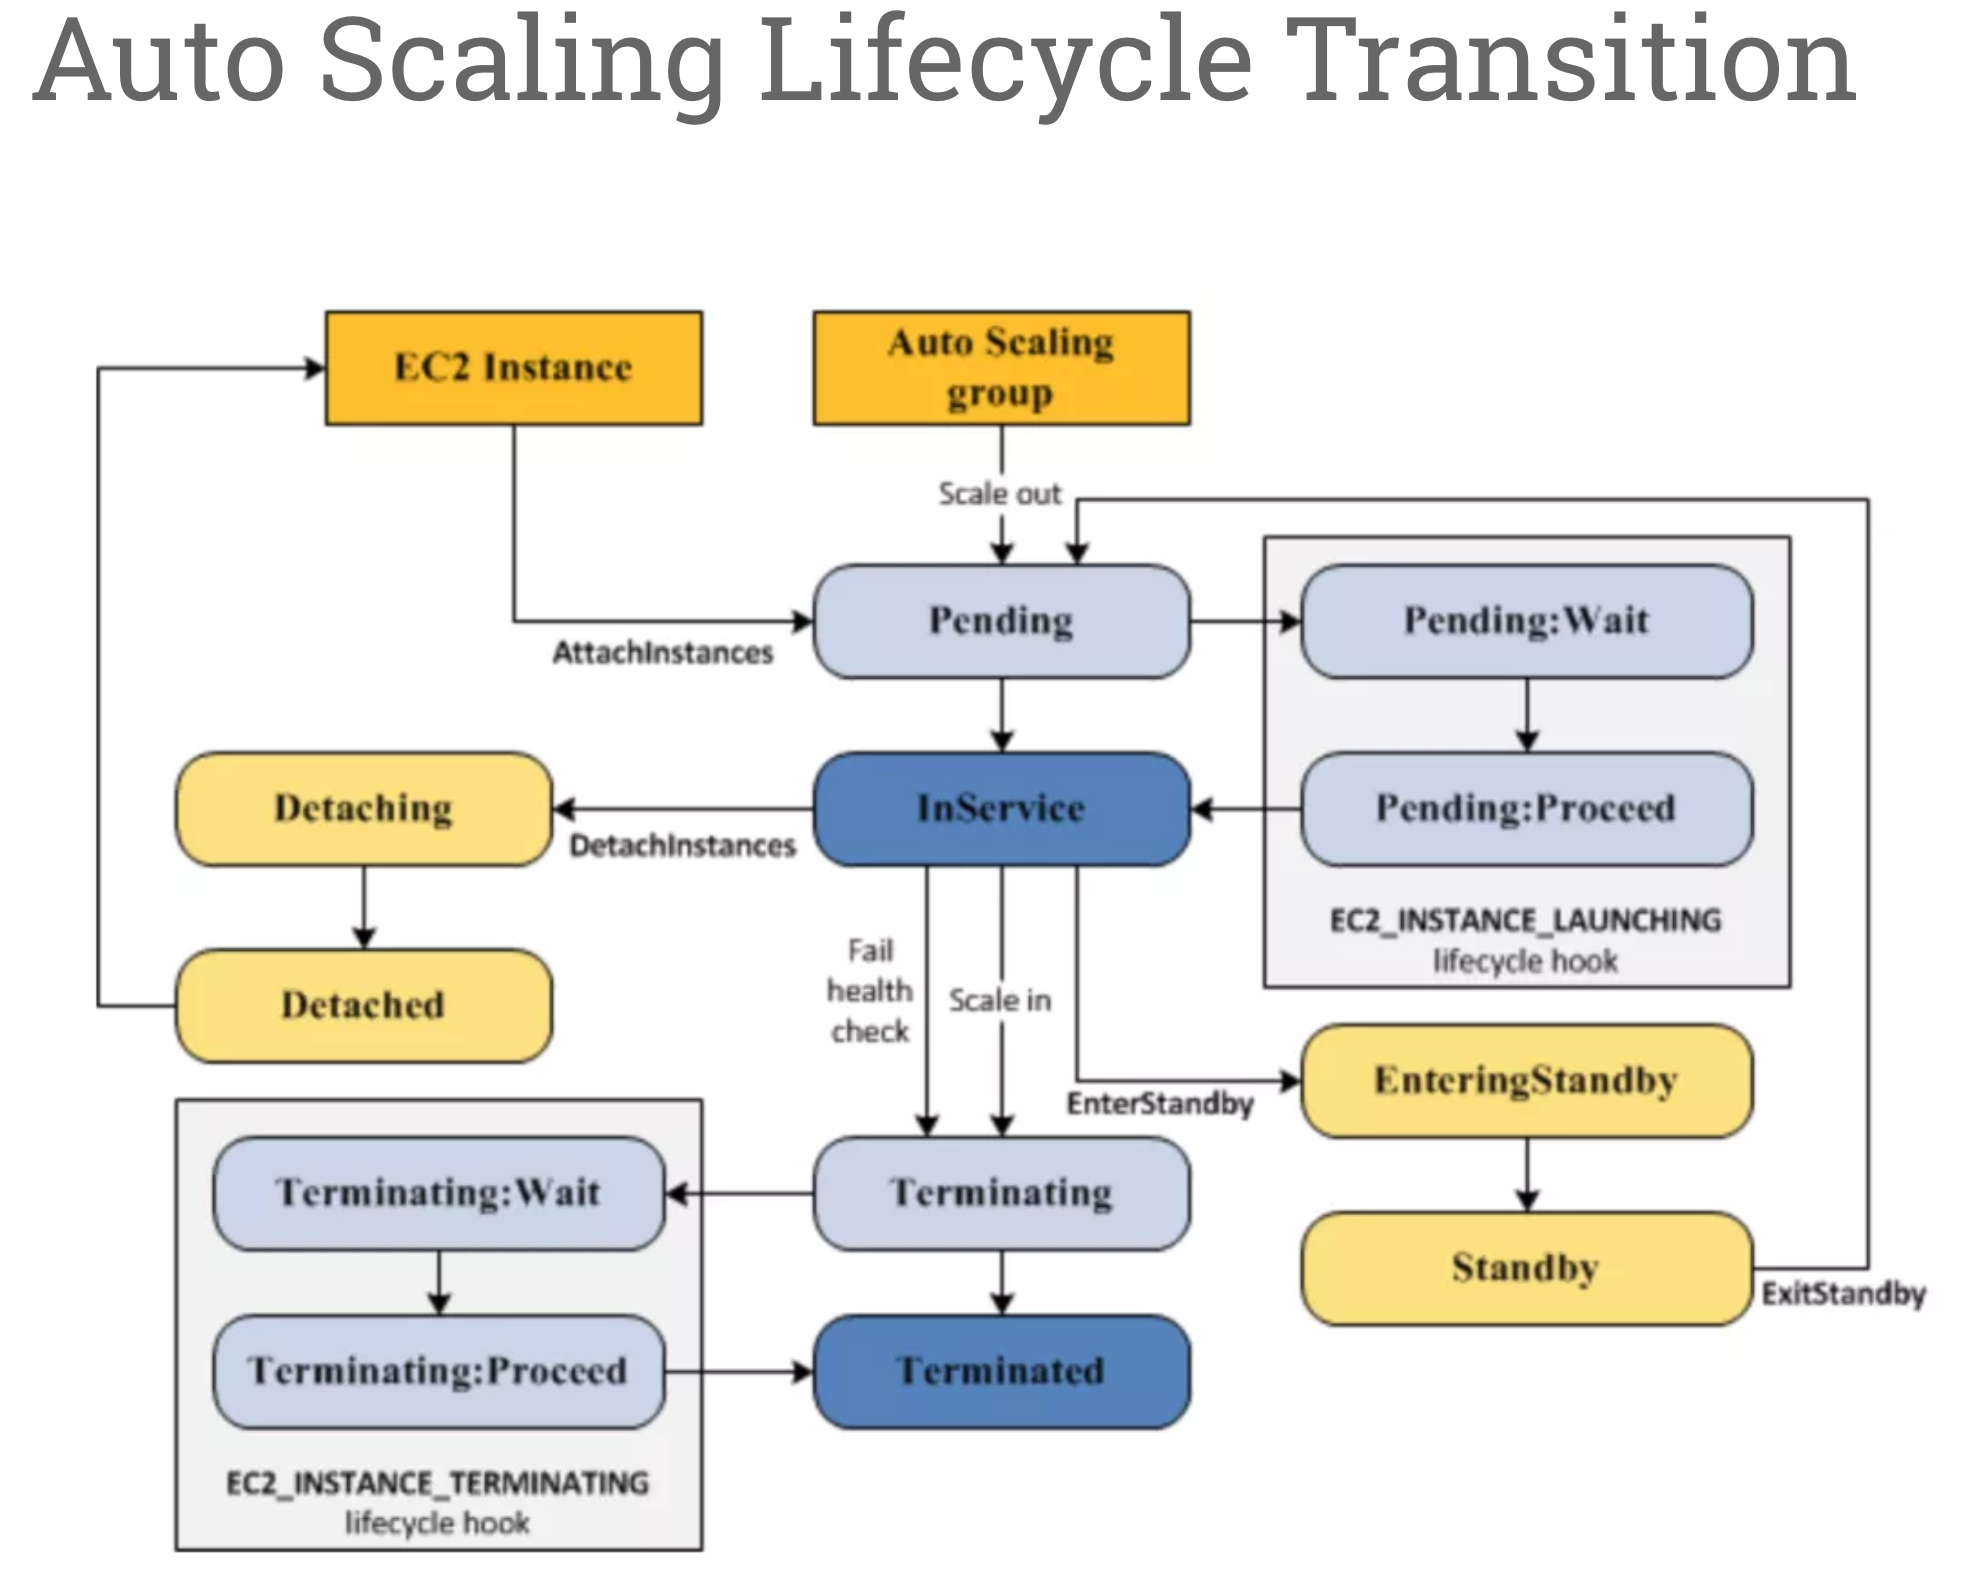 Auto Scaling Lifecycle Transition
EC2 Instance
Auto Scaling
group
Scale out
Pending
Pending:Wait
AttachInstances
Detaching
InService
Pending:Proceed
DetachInstances
EC2_INSTANCE_LAUNCHING
lifecycle hook
Fail
health
check
Scale in
Detached
EnteringStandby
EnterStandby
Terminating:Wait
Terminating
Standby
ExitStandby
Terminating:Proceed
Terminated
EC2_INSTANCE_TERMINATING
lifecycle hook